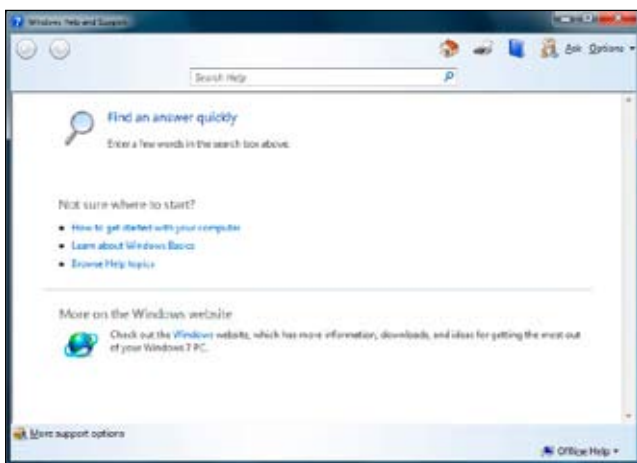 Windows Help and Support
Ask Options
Search Help
Find an answer quickly
Enter a few words in the search box above.
Not sure where to start?
How to get started with your computer
Learn about Windows Basics
Browse Help topics
More on the Windows website
Check out the Windows website, which has more information, downloads, and ideas for getting the most out
of your Windows 7 PC.
More support options
Office Help